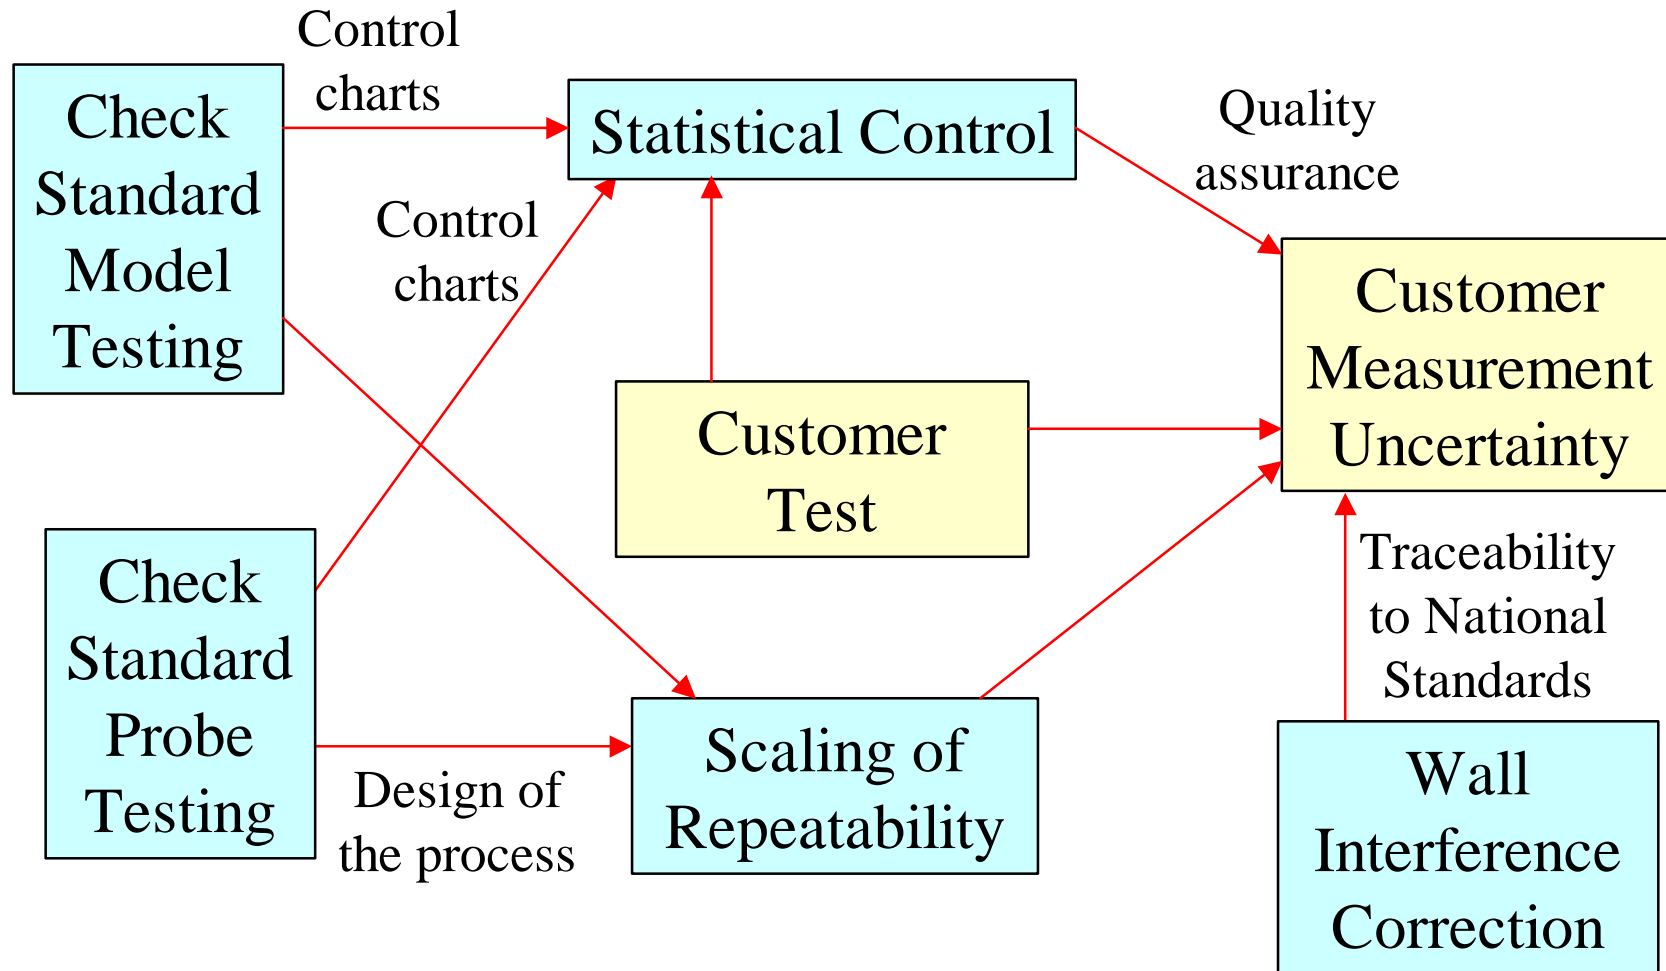 Control
charts
Check
Standard
Model
Testing
Statistical Control
Quality
assurance
Control
charts
Customer
Measurement
Uncertainty
Customer
Test
Check
Standard
Probe
Testing
Traceability
to National
Standards
Design of
the process
Scaling of
Repeatability
Wall
Interference
Correction